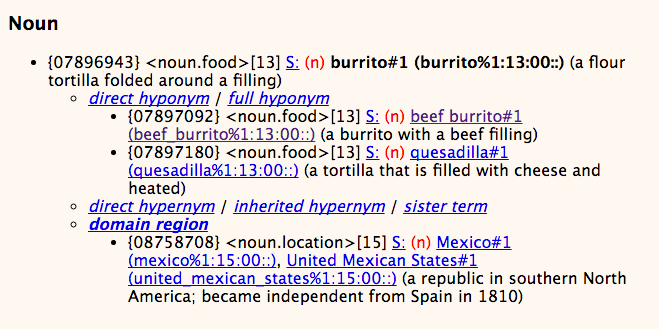 Noun
• {07896943} <noun.food>[13] S: (n) burrito#1 (burrito%1:13:00::) (a flour
tortilla folded around a filling)
◦ direct hyponym / full hyponym
• {07897092} <noun.food>[13] S: (n) beef burrito#1
(beef_burrito%1:13:00::) (a burrito with a beef filling)
• {07897180} <noun.food>[13] S: (n) quesadilla#1
(quesadilla%1:13:00::) (a tortilla that is filled with cheese and
heated)
◦ direct hypernym / inherited hypernym / sister term
◦ domain region
• {08758708} <noun.location>[15] S: (n) Mexico#1
(mexico%1:15:00::), United Mexican States#1
(united_mexican_states%1:15:00::) (a republic in southern North
America; became independent from Spain in 1810)